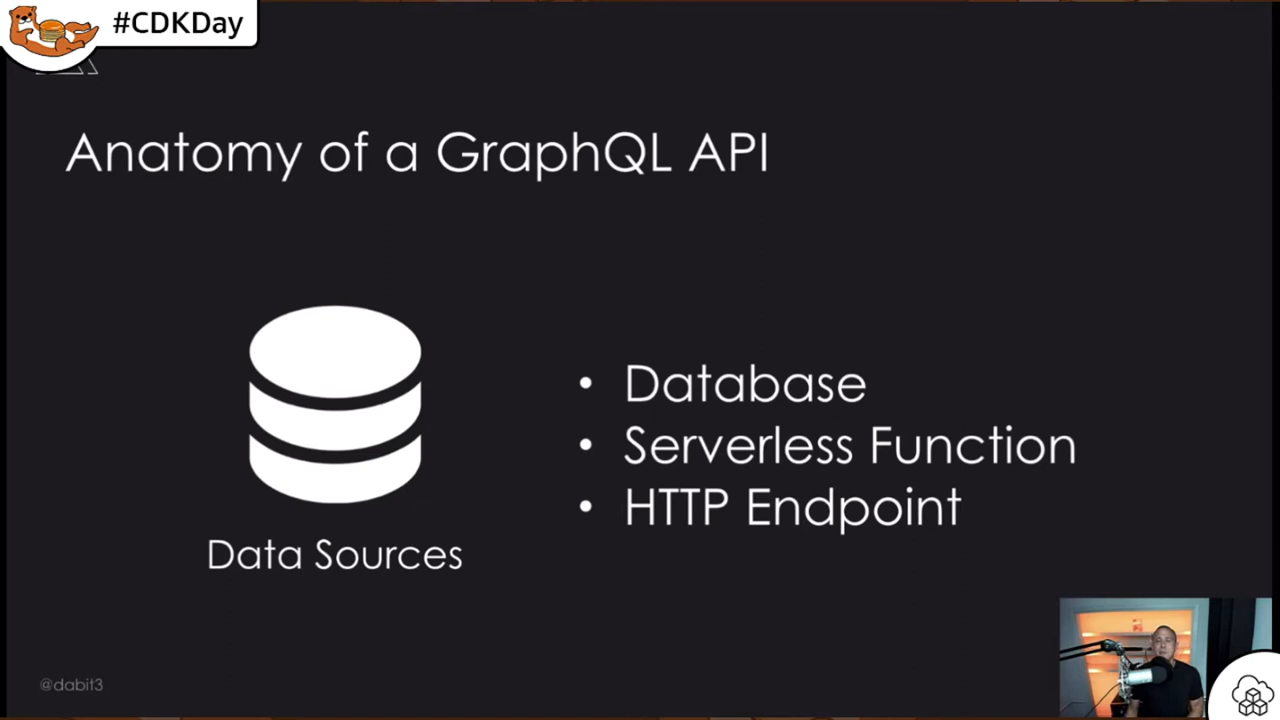 #CDKDay
Anatomy of a GraphQL API
• Database
• Serverless Function
• HTTP Endpoint
Data Sources
@dabit3